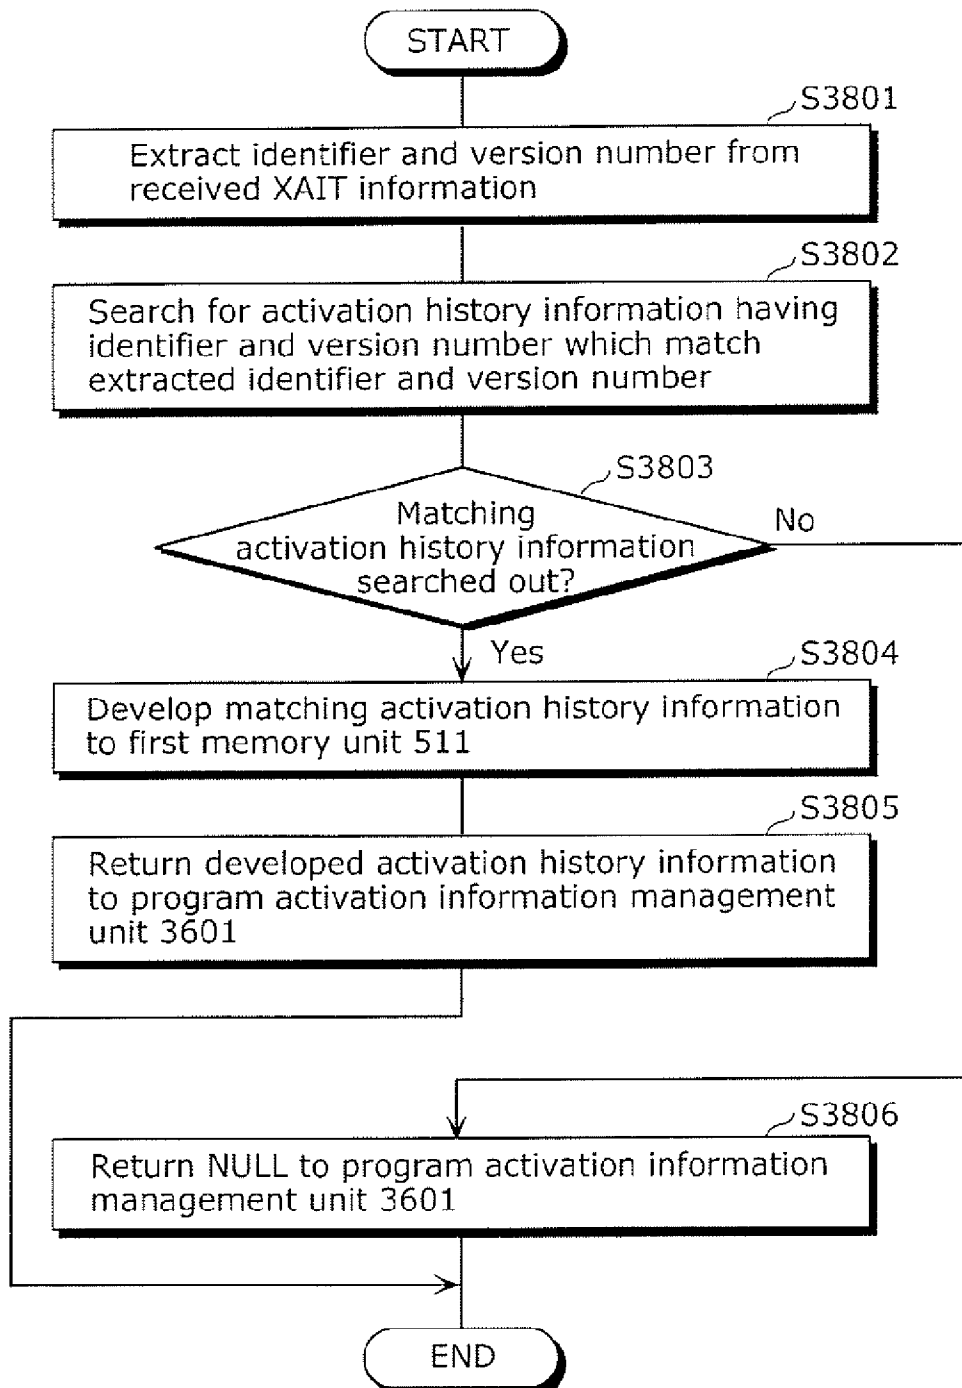 START
S3801
Extract identifier and version number from
received XAIT information
S3802
Search for activation history information having
identifier and version number which match
extracted identifier and version number
S3803
Matching
activation history information
searched out?
No
Yes
S3804
Develop matching activation history information
to first memory unit 511
S3805
Return developed activation history information
to program activation information management
unit 3601
S3806
Return NULL to program activation information
management unit 3601
END